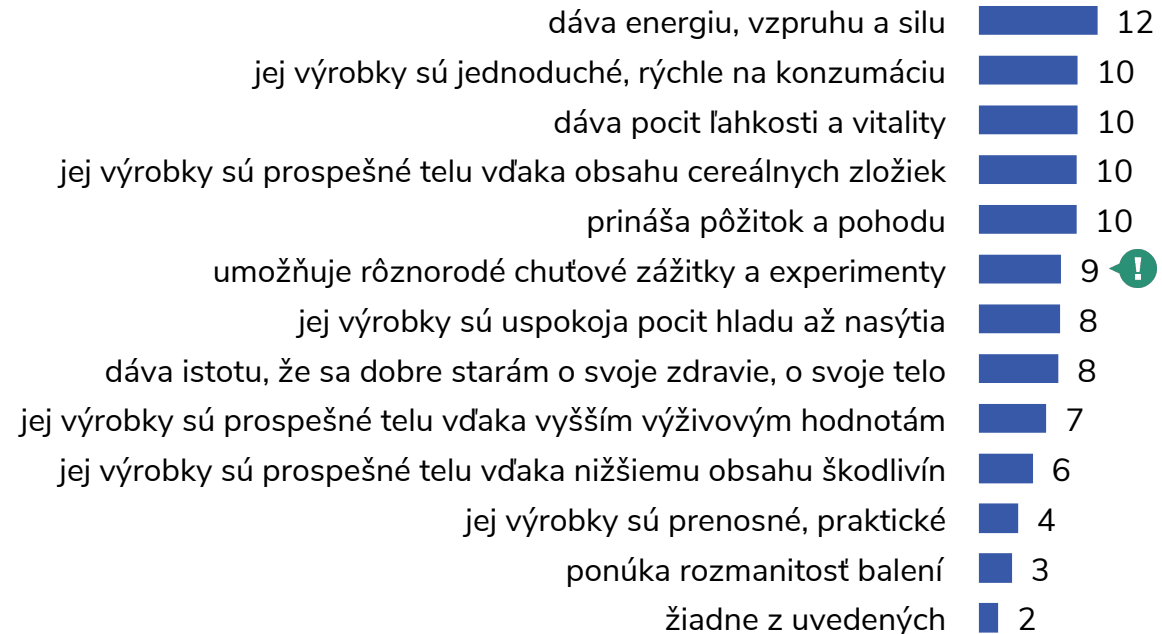 dáva energiu, vzpruhu a silu 12
jej výrobky sú jednoduché, rýchle na konzumáciu 10
dáva pocit ľahkosti a vitality 10
jej výrobky sú prospešné telu vďaka obsahu cereálnych zložiek 10
prináša pôžitok a pohodu 10
umožňuje rôznorodé chuťové zážitky a experimenty 9 !
jej výrobky sú uspokoja pocit hladu až nasýtia 8
dáva istotu, že sa dobre starám o svoje zdravie, o svoje telo 8
jej výrobky sú prospešné telu vďaka vyšším výživovým hodnotám 7
jej výrobky sú prospešné telu vďaka nižšiemu obsahu škodlivín 6
jej výrobky sú prenosné, praktické 4
ponúka rozmanitosť balení 3
žiadne z uvedených 2